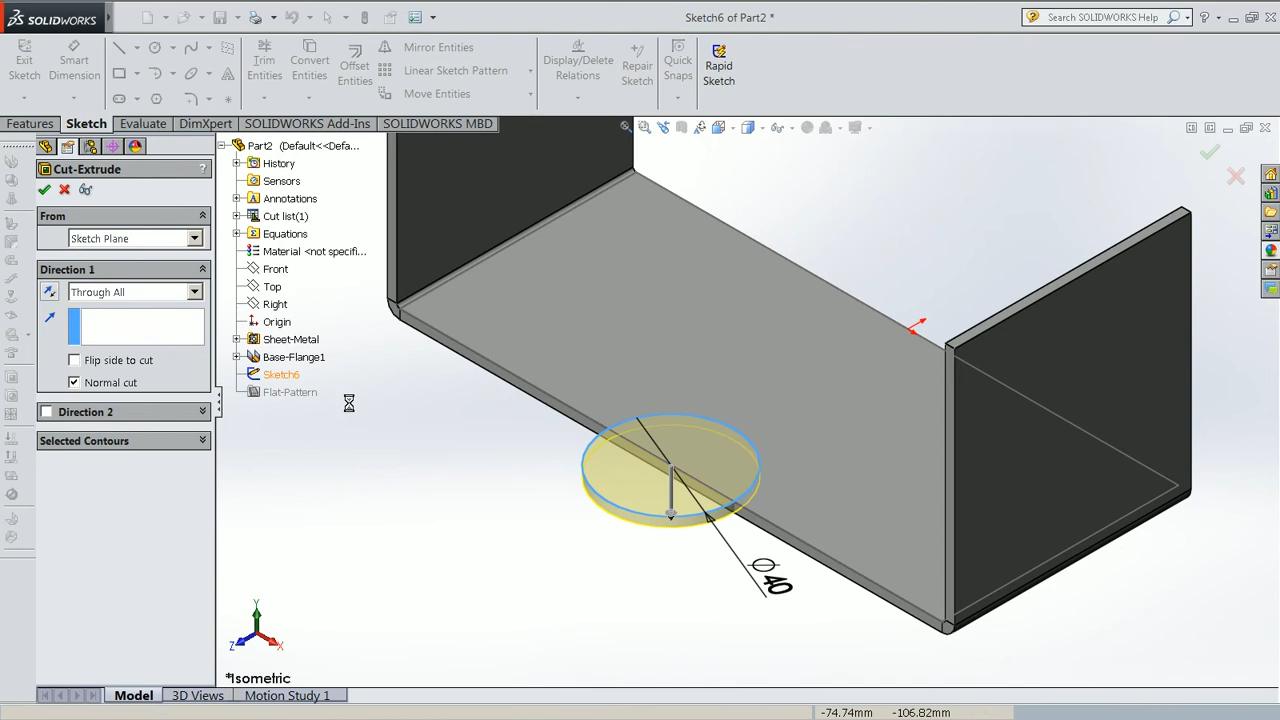 SOLIDWORKS
Sketch6 of Part2 *
Search SOLIDWORKS Help
?
Exit Sketch
Smart Dimension
Trim Entities
Convert Entities
Offset Entities
Mirror Entities
Linear Sketch Pattern
Move Entities
Display/Delete Relations
Repair Sketch
Quick Snaps
Rapid Sketch
Features
Sketch
Evaluate
DimXpert
SOLIDWORKS Add-Ins
SOLIDWORKS MBD
Cut-Extrude
?
From
Sketch Plane
Direction 1
Through All
Flip side to cut
Normal cut
Direction 2
Selected Contours
Part2 (Default<<Defa...
History
Sensors
Annotations
Cut list(1)
Equations
Material <not specifi...
Front
Top
Right
Origin
Sheet-Metal
Base-Flange1
Sketch6
Flat-Pattern
⌀40
Y
Z
X
*Isometric
Model
3D Views
Motion Study 1
-74.74mm
-106.82mm